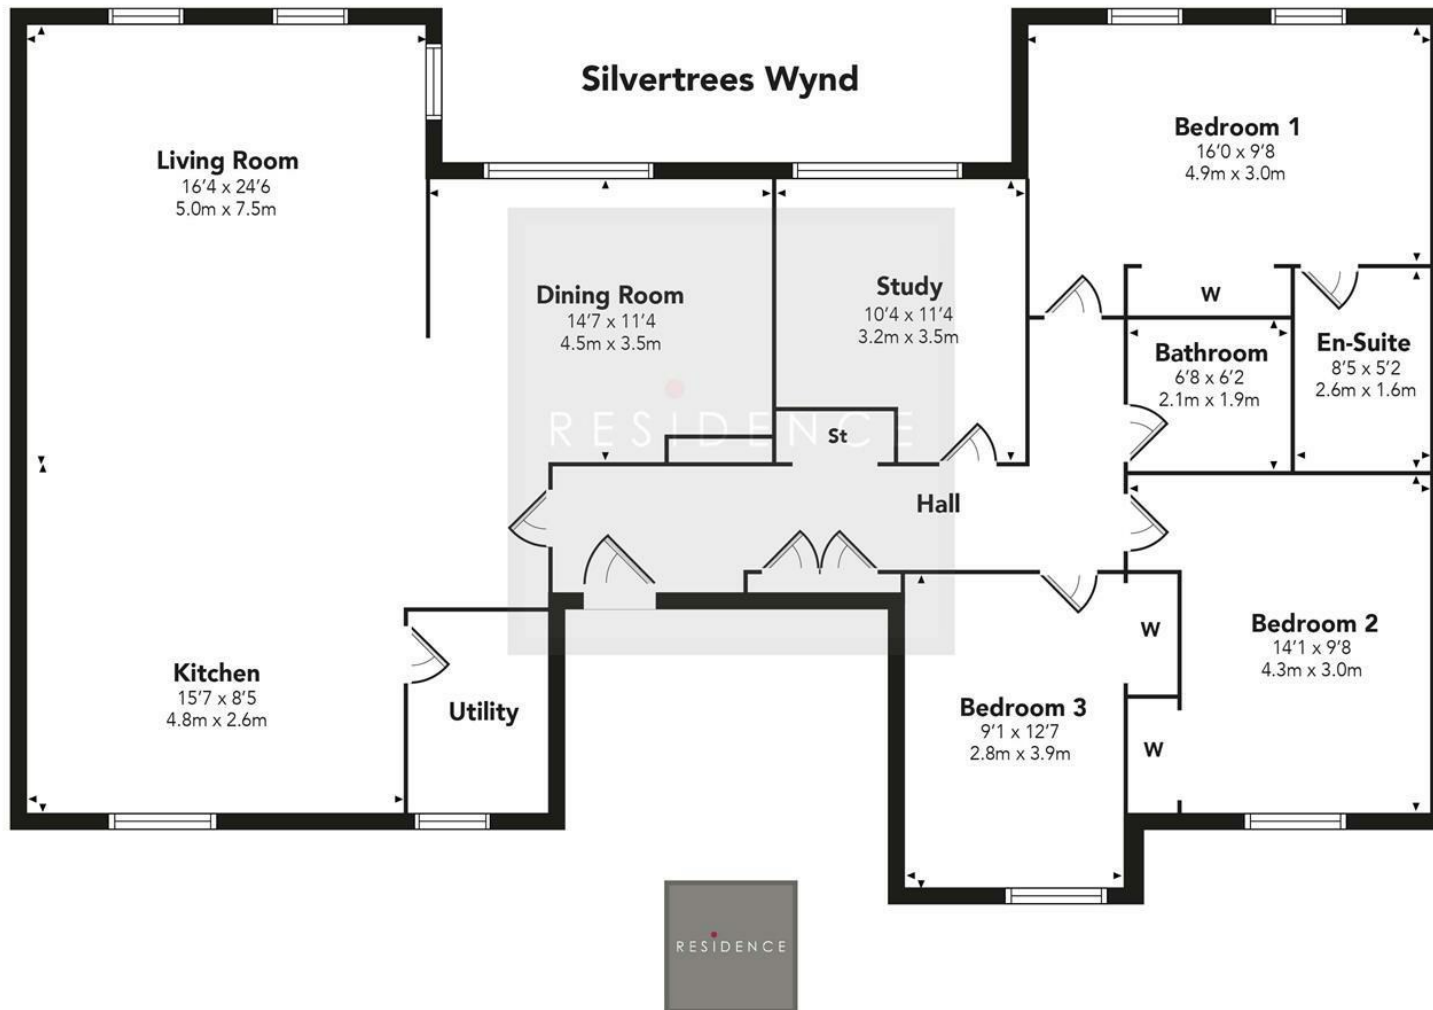 Silvertrees Wynd
Living Room
16'4 x 24'6
5.0m x 7.5m
Bedroom 1
16'0 x 9'8
4.9m x 3.0m
Dining Room
14'7 x 11'4
4.5m x 3.5m
Study
10'4 x 11'4
3.2m x 3.5m
W
Bathroom
6'8 x 6'2
2.1m x 1.9m
En-Suite
8'5 x 5'2
2.6m x 1.6m
RESIDENCE
St
Hall
Kitchen
15'7 x 8'5
4.8m x 2.6m
Utility
Bedroom 3
9'1 x 12'7
2.8m x 3.9m
W
W
Bedroom 2
14'1 x 9'8
4.3m x 3.0m
RESIDENCE